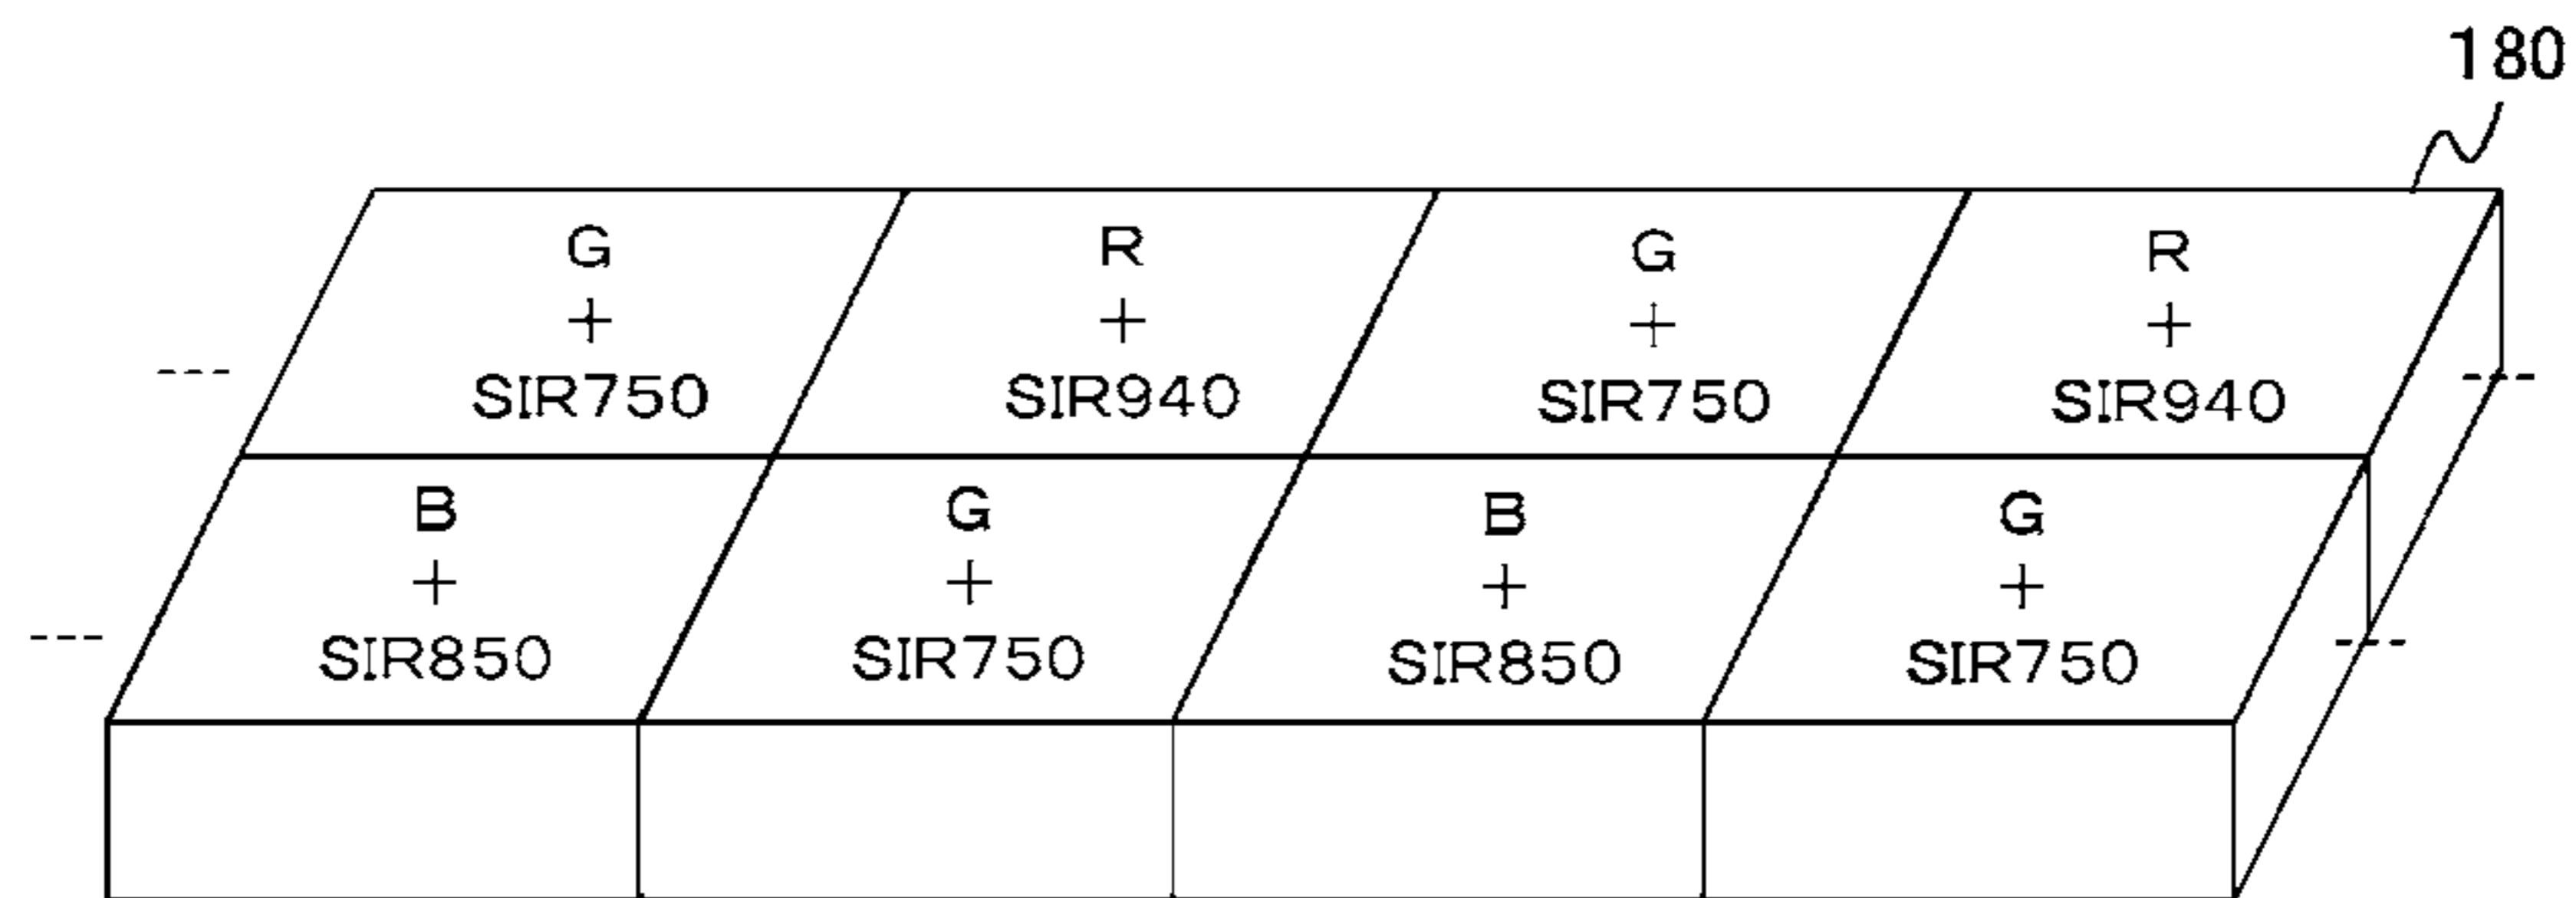 180
G R G R
+ + + +
SIR750 SIR940 SIR750 SIR940
--- ---
B G B G
+ + + +
SIR850 SIR750 SIR850 SIR750
--- ---